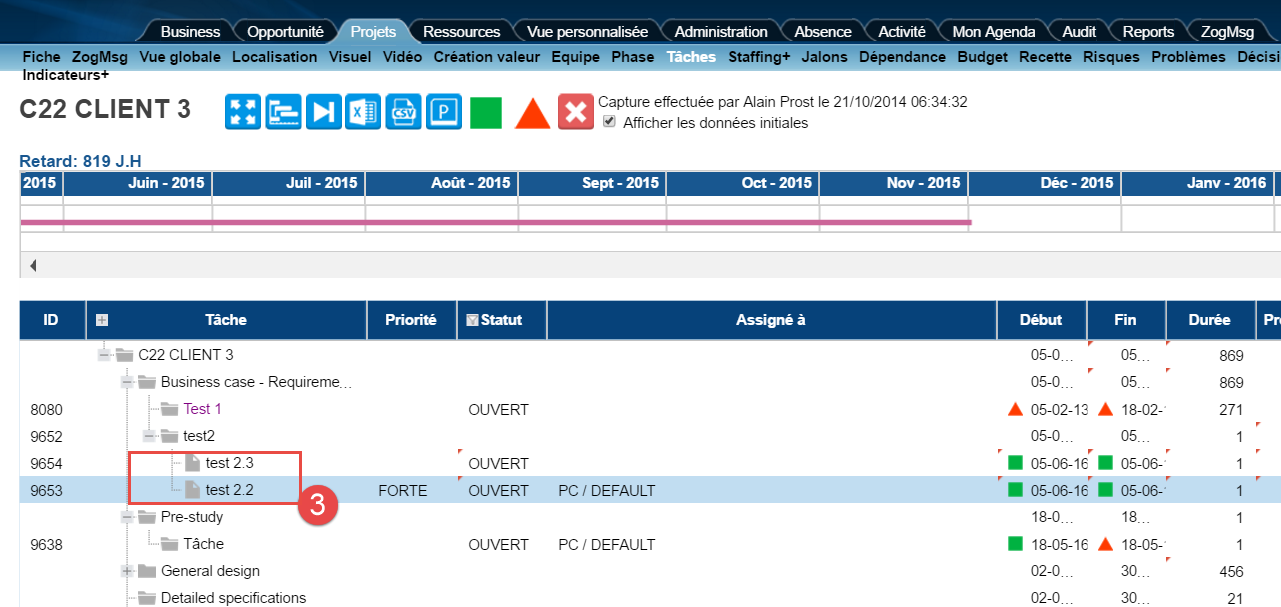 Business Opportunité Projets Ressources Vue personnalisée Administration Absence Activité Mon Agenda Audit Reports ZogMsg
Fiche ZogMsg Vue globale Localisation Visuel Vidéo Création valeur Equipe Phase Tâches Staffing+ Jalons Dépendance Budget Recette Risques Problèmes Décisi
Indicateurs+
C22 CLIENT 3
X CSV P
Capture effectuée par Alain Prost le 21/10/2014 06:34:32
Afficher les données initiales
Retard: 819 J.H
2015 Juin - 2015 Juil - 2015 Août - 2015 Sept - 2015 Oct - 2015 Nov - 2015 Déc - 2015 Janv - 2016
ID Tâche Priorité Statut Assigné à Début Fin Durée Pr
C22 CLIENT 3 05-0... 05... 869
Business case - Requireme... 05-0... 05... 869
8080 Test 1 OUVERT 05-02-13 18-02- 271
9652 test2 05-0... 05... 1
9654 test 2.3 OUVERT 05-06-16 05-06- 1
9653 test 2.2 FORTE OUVERT PC / DEFAULT 05-06-16 05-06- 1
3
Pre-study 18-0... 18... 1
9638 Tâche OUVERT PC / DEFAULT 18-05-16 18-05- 1
General design 02-0... 30... 456
Detailed specifications 02-0... 30... 21